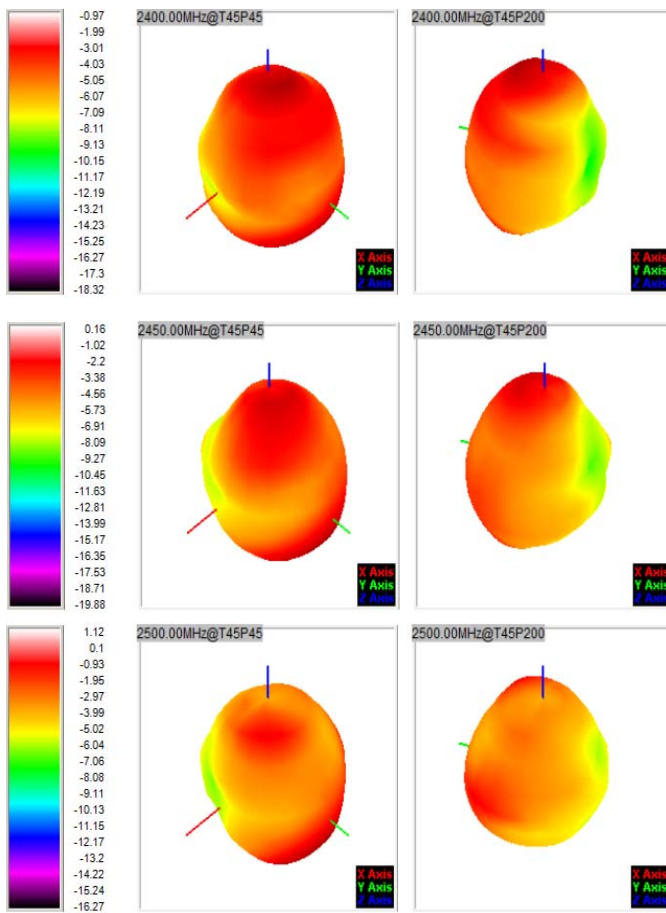 -0.97
-1.99
-3.01
-4.03
-5.05
-6.07
-7.09
-8.11
-9.13
-10.15
-11.17
-12.19
-13.21
-14.23
-15.25
-16.27
-17.3
-18.32
2400.00MHz@T45P45
X Axis
Y Axis
Z Axis
2400.00MHz@T45P200
X Axis
Y Axis
Z Axis
0.16
-1.02
-2.2
-3.38
-4.56
-5.73
-6.91
-8.09
-9.27
-10.45
-11.63
-12.81
-13.99
-15.17
-16.35
-17.53
-18.71
-19.88
2450.00MHz@T45P45
X Axis
Y Axis
Z Axis
2450.00MHz@T45P200
X Axis
Y Axis
Z Axis
1.12
0.1
-0.93
-1.95
-2.97
-3.99
-5.02
-6.04
-7.06
-8.08
-9.11
-10.13
-11.15
-12.17
-13.2
-14.22
-15.24
-16.27
2500.00MHz@T45P45
X Axis
Y Axis
Z Axis
2500.00MHz@T45P200
X Axis
Y Axis
Z Axis